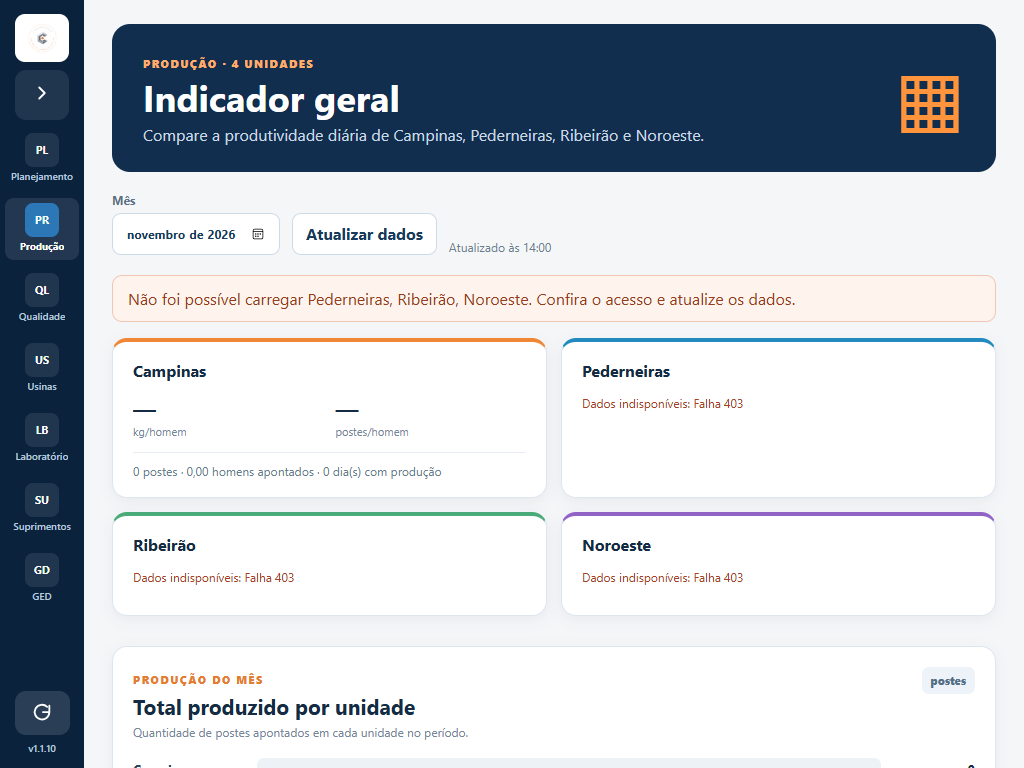 PL
Planejamento
PR
Produção
QL
Qualidade
US
Usinas
LB
Laboratório
SU
Suprimentos
GD
GED
v1.1.10
PRODUÇÃO · 4 UNIDADES
Indicador geral
Compare a produtividade diária de Campinas, Pederneiras, Ribeirão e Noroeste.
Mês
novembro de 2026
Atualizar dados
Atualizado às 14:00
Não foi possível carregar Pederneiras, Ribeirão, Noroeste. Confira o acesso e atualize os dados.
Campinas
— —
kg/homem postes/homem
0 postes · 0,00 homens apontados · 0 dia(s) com produção
Pederneiras
Dados indisponíveis: Falha 403
Ribeirão
Dados indisponíveis: Falha 403
Noroeste
Dados indisponíveis: Falha 403
PRODUÇÃO DO MÊS
postes
Total produzido por unidade
Quantidade de postes apontados em cada unidade no período.